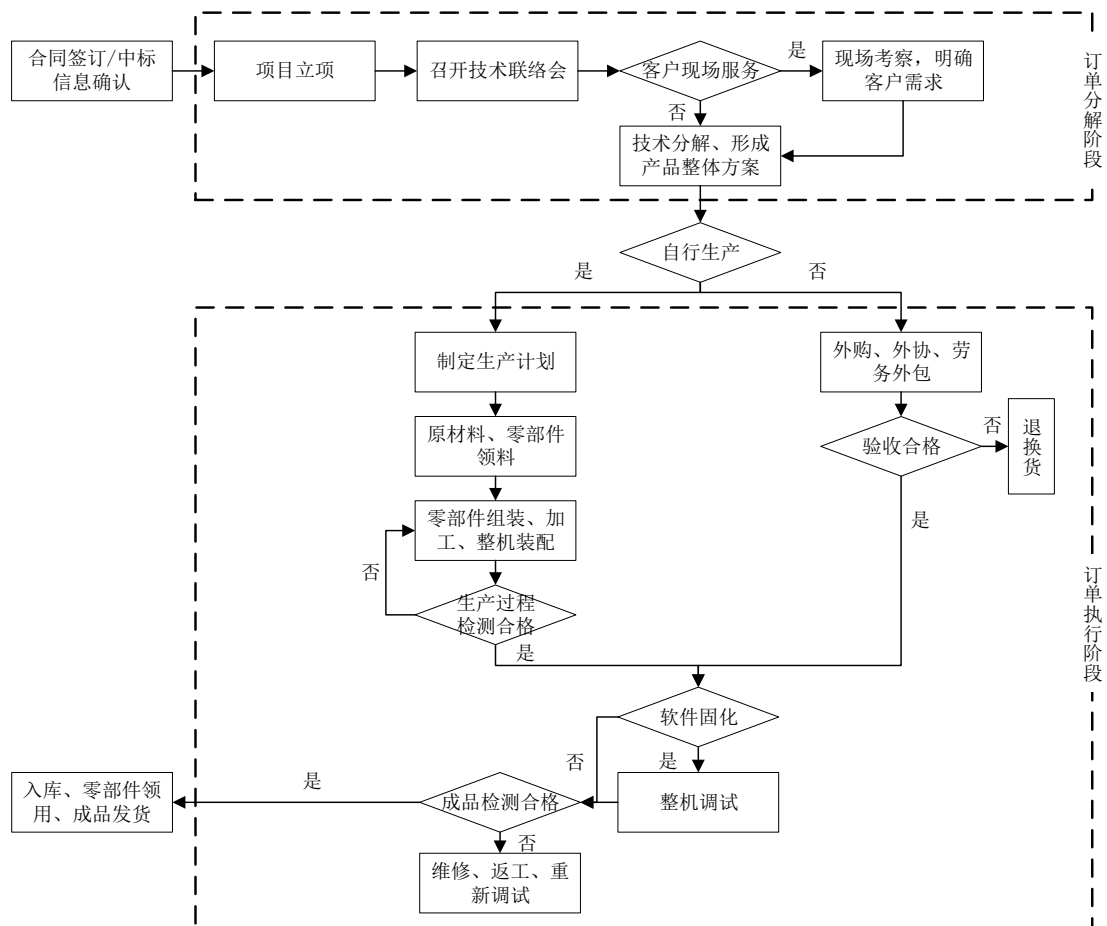 合同签订/中标
信息确认
项目立项
召开技术联络会
客户现场服务
是
现场考察，明确
客户需求
订单分解阶段
否
技术分解、形成
产品整体方案
自行生产
是
否
制定生产计划
外购、外协、劳
务外包
原材料、零部件
领料
验收合格
否
退换货
零部件组装、加
工、整机装配
是
否
生产过程
检测合格
是
订单执行阶段
软件固化
是
否
整机调试
成品检测合格
是
入库、零部件领
用、成品发货
否
维修、返工、重
新调试